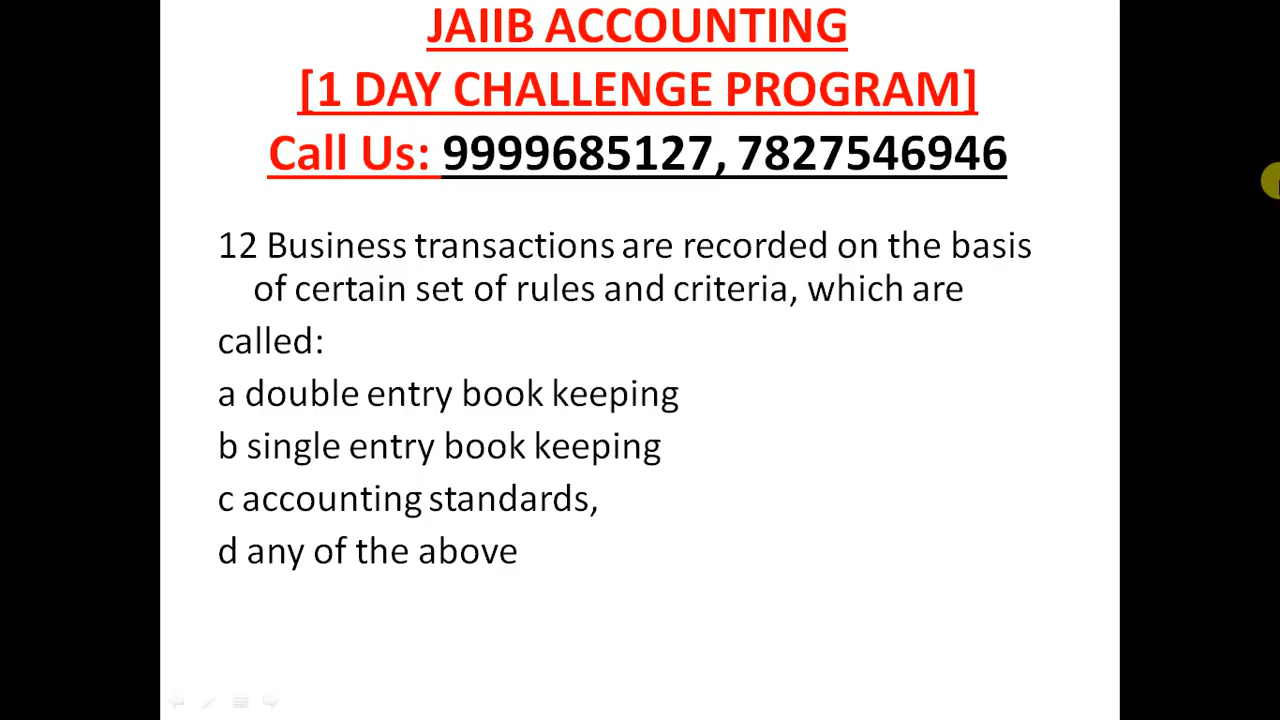 JAIIB ACCOUNTING
[1 DAY CHALLENGE PROGRAM]
Call Us: 9999685127, 7827546946
12 Business transactions are recorded on the basis
of certain set of rules and criteria, which are
called:
a double entry book keeping
b single entry book keeping
c accounting standards,
d any of the above